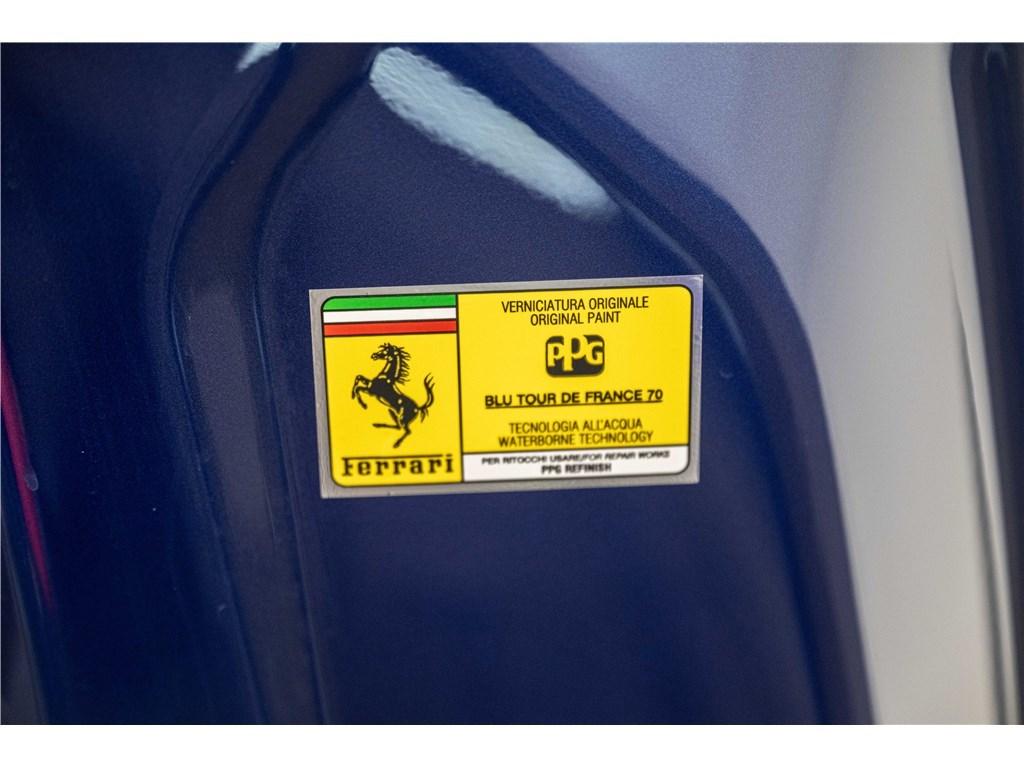 VERNICIATURA ORIGINALE
ORIGINAL PAINT
PPG
BLU TOUR DE FRANCE 70
TECNOLOGIA ALL'ACQUA
WATERBORNE TECHNOLOGY
Ferrari
PER RITOCCHI USARE/FOR REPAIR WORKS
PPG REFINISH